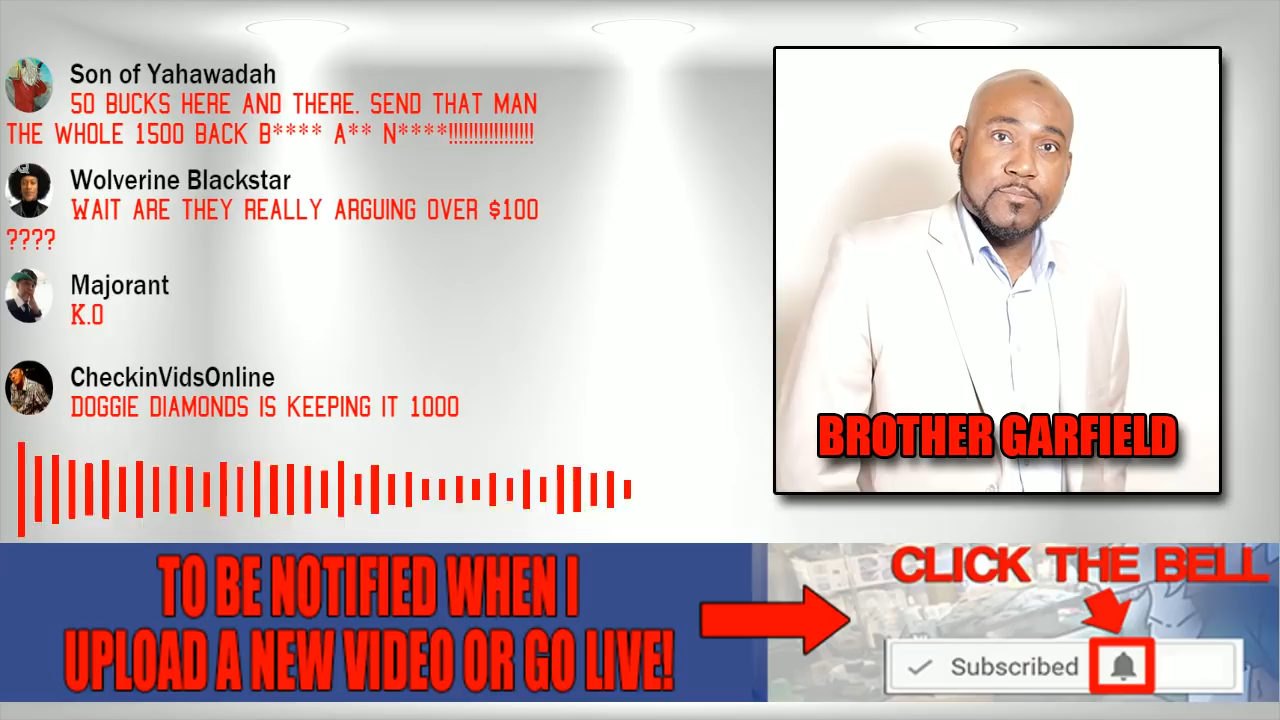 Son of Yahawadah
50 BUCKS HERE AND THERE. SEND THAT MAN
THE WHOLE 1500 BACK B**** A** N****!!!!!!!!!!!!!!!!!
Wolverine Blackstar
WAIT ARE THEY REALLY ARGUING OVER $100
????
Majorant
K.O
CheckinVidsOnline
DOGGIE DIAMONDS IS KEEPING IT 1000
BROTHER GARFIELD
TO BE NOTIFIED WHEN I
UPLOAD A NEW VIDEO OR GO LIVE!
CLICK THE BELL
Subscribed